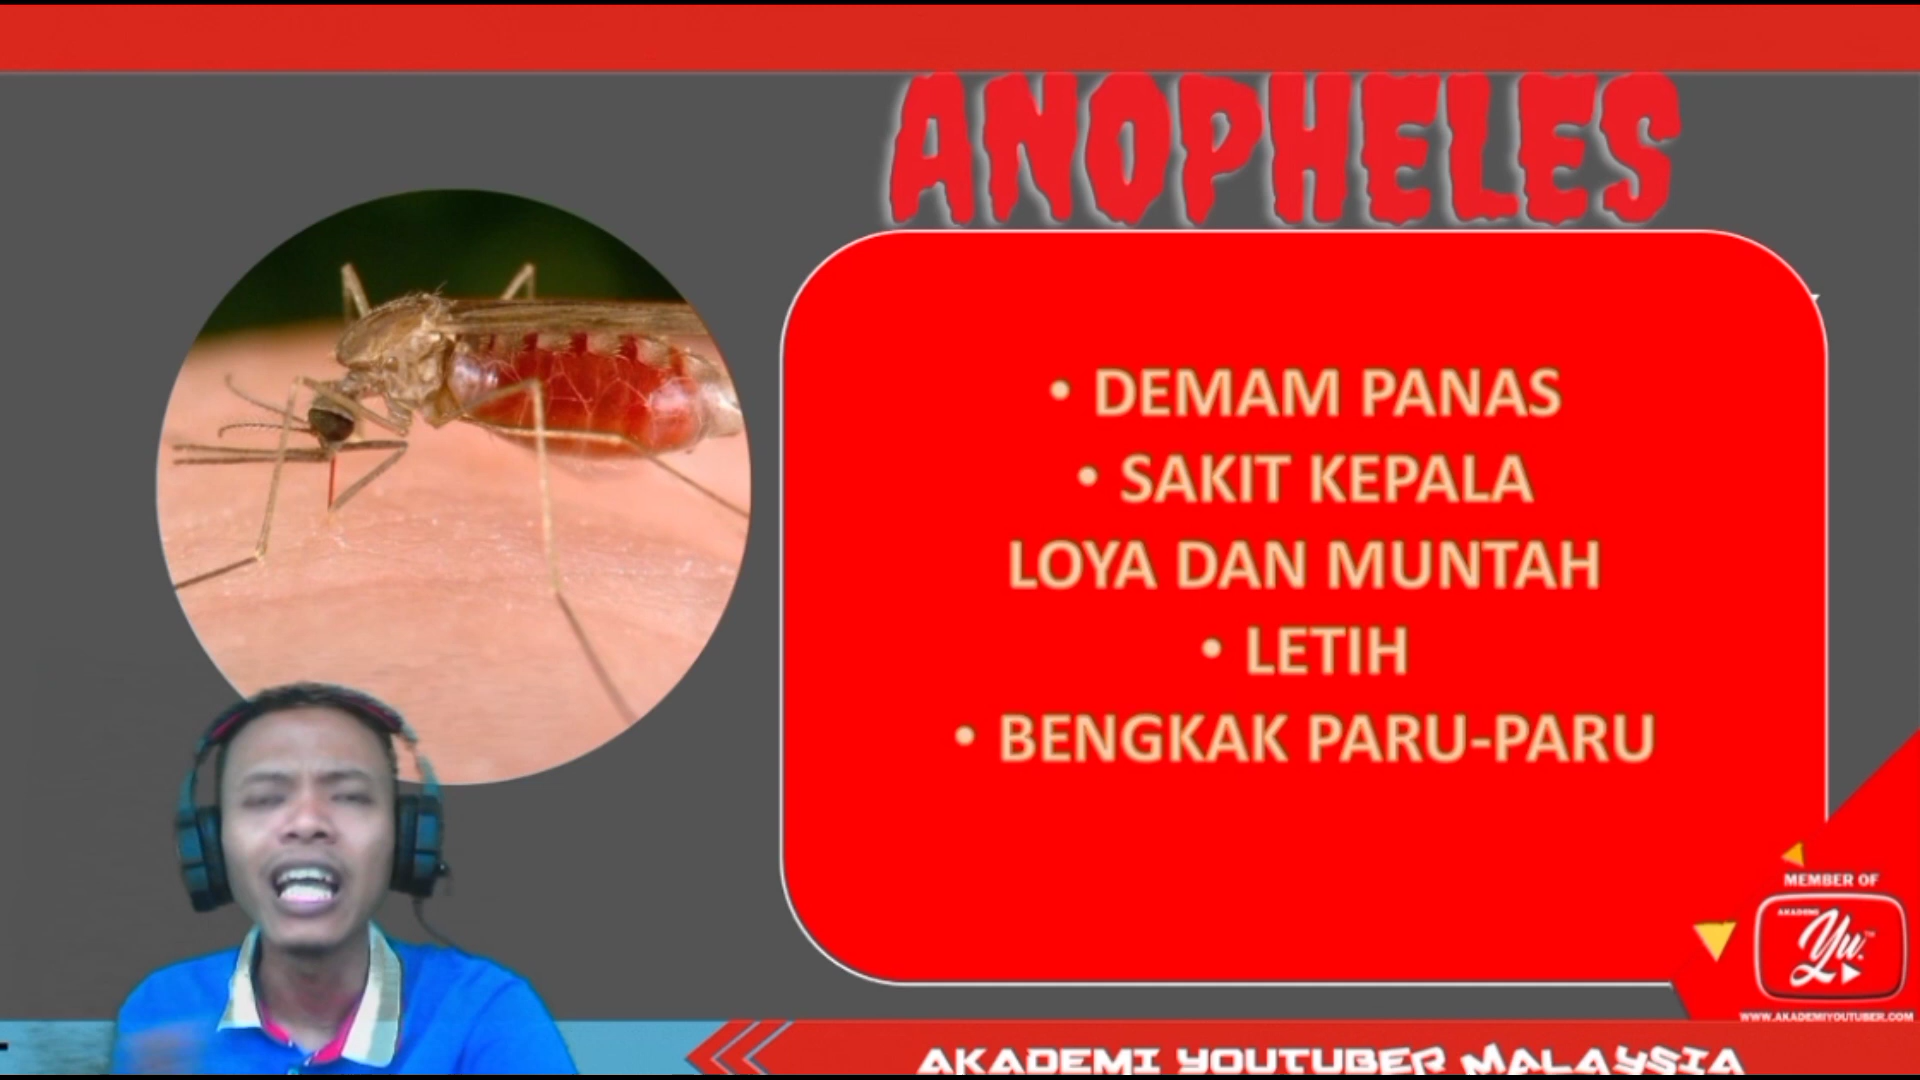 ANOPHELES
• DEMAM PANAS
• SAKIT KEPALA
LOYA DAN MUNTAH
• LETIH
• BENGKAK PARU-PARU
MEMBER OF
AKADEMI
Yu.™
WWW.AKADEMIYOUTUBER.COM
AKADEMI YOUTUBER MALAYSIA